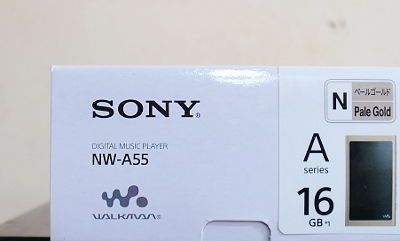 SONY®
DIGITAL MUSIC PLAYER
NW-A55
WALKMAN®
N
ペールゴールド
Pale Gold
A
series
16
GB *1